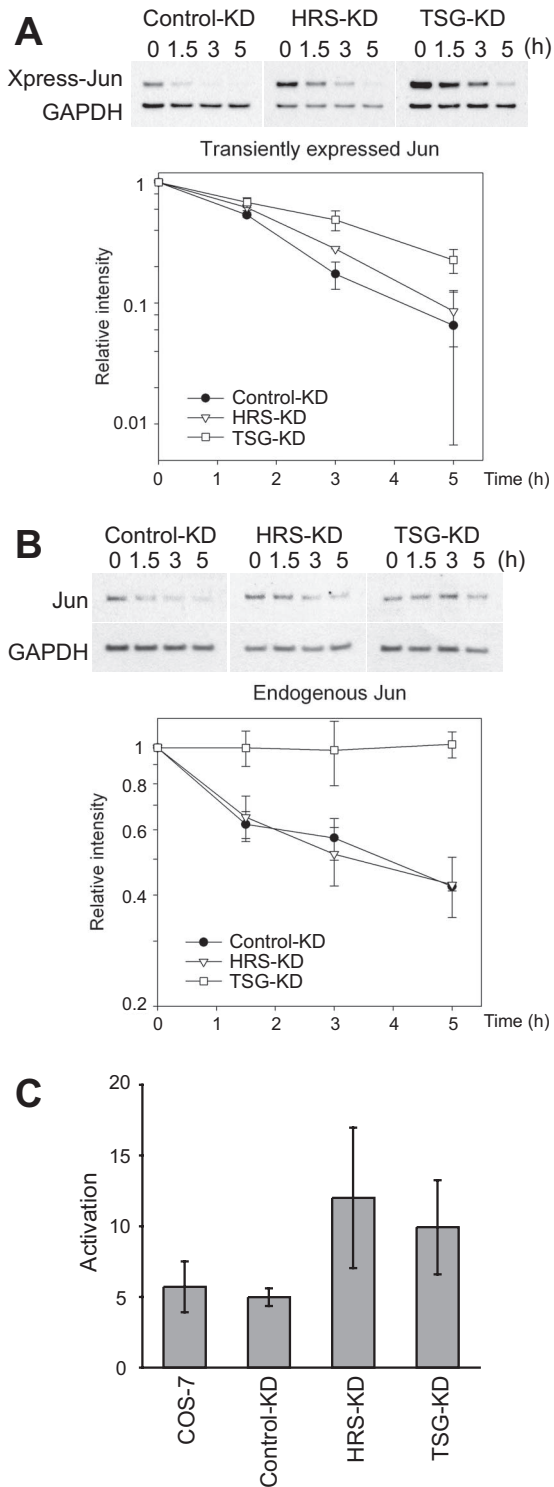 A
Control-KD HRS-KD TSG-KD
0 1.5 3 5 0 1.5 3 5 0 1.5 3 5 (h)
Xpress-Jun
GAPDH
Transiently expressed Jun
1
0.1
0.01
Relative intensity
Control-KD
HRS-KD
TSG-KD
0 1 2 3 4 5 Time (h)
B
Control-KD HRS-KD TSG-KD
0 1.5 3 5 0 1.5 3 5 0 1.5 3 5 (h)
Jun
GAPDH
Endogenous Jun
1
0.8
0.6
0.4
0.2
Relative intensity
Control-KD
HRS-KD
TSG-KD
0 1 2 3 4 5 Time (h)
C
20
15
10
5
0
Activation
COS-7
Control-KD
HRS-KD
TSG-KD